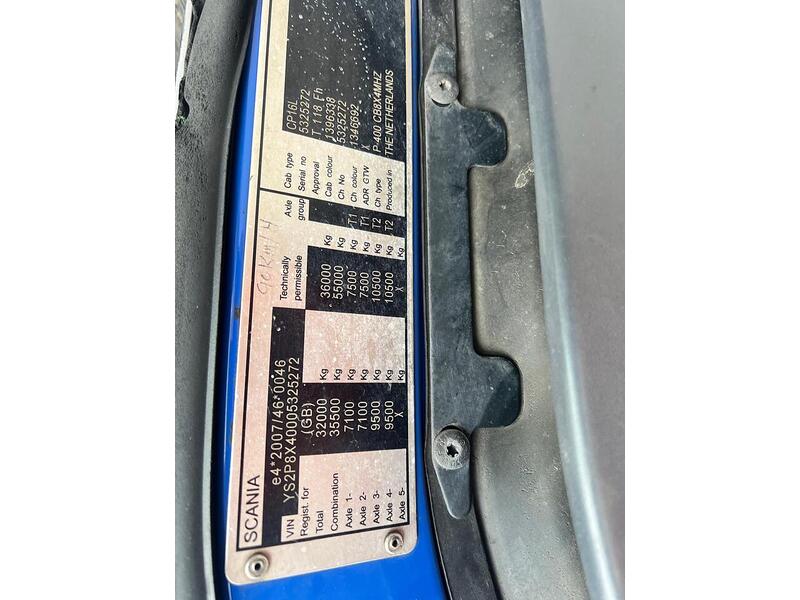 SCANIA
e4*2007/46*0046
VIN YS2P8X40005325272
Regist. for (GB) Technically permissible Axle group
Total 32000 Kg 36000 Kg
Combination 35500 Kg 55000 Kg
Axle 1- 7100 Kg 7500 Kg T1
Axle 2- 7100 Kg 7500 Kg T1
Axle 3- 9500 Kg 10500 Kg T2
Axle 4- 9500 Kg 10500 Kg T2
Axle 5- X Kg X Kg
90 km/H
Cab type CP16L
Serial no 5325272
Approval T 118 Fh
Cab colour 1396338
Ch No 5325272
Ch colour 1346692
ADR GTW X
Ch type P-400 CB8X4MHZ
Produced in THE NETHERLANDS